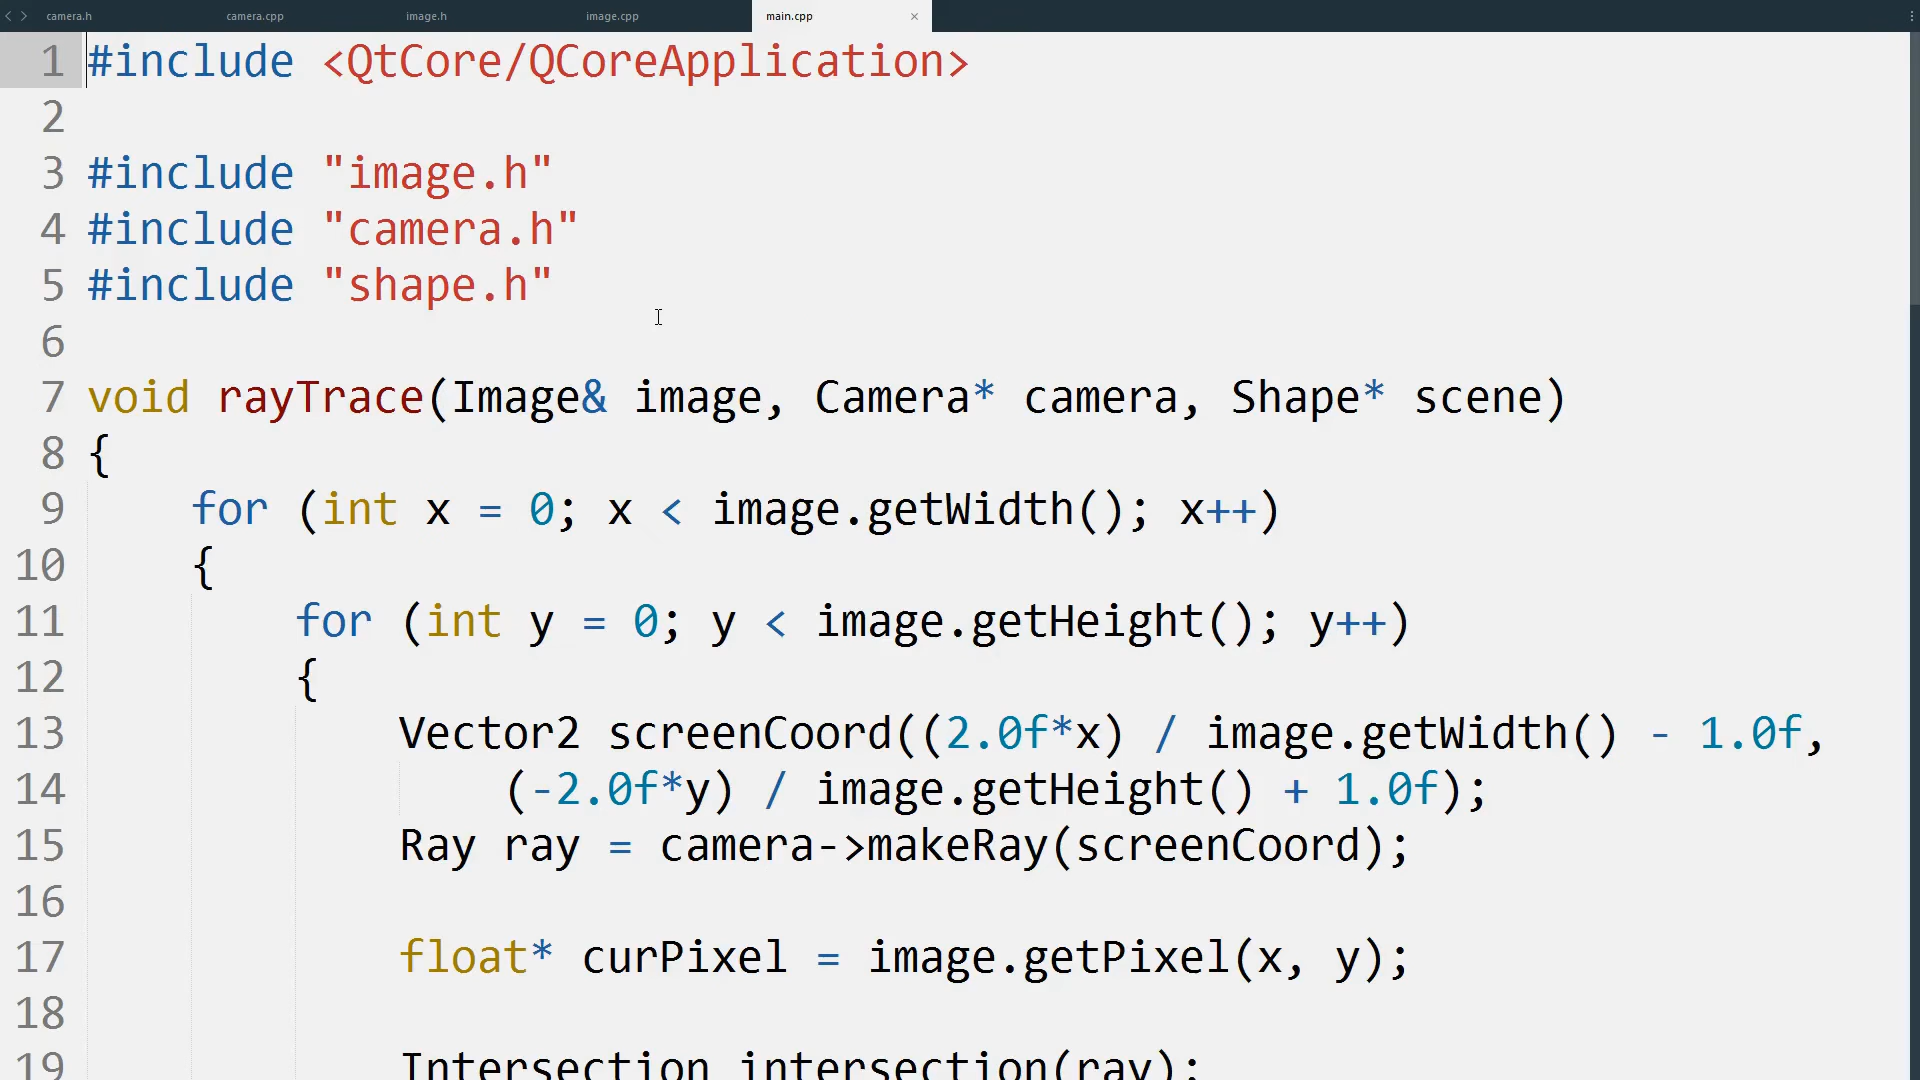 camera.h camera.cpp image.h image.cpp main.cpp ×
1 #include <QtCore/QCoreApplication>
2
3 #include "image.h"
4 #include "camera.h"
5 #include "shape.h"
6
7 void rayTrace(Image& image, Camera* camera, Shape* scene)
8 {
9 for (int x = 0; x < image.getWidth(); x++)
10 {
11 for (int y = 0; y < image.getHeight(); y++)
12 {
13 Vector2 screenCoord((2.0f*x) / image.getWidth() - 1.0f,
14 (-2.0f*y) / image.getHeight() + 1.0f);
15 Ray ray = camera->makeRay(screenCoord);
16
17 float* curPixel = image.getPixel(x, y);
18
19 Intersection intersection(ray);